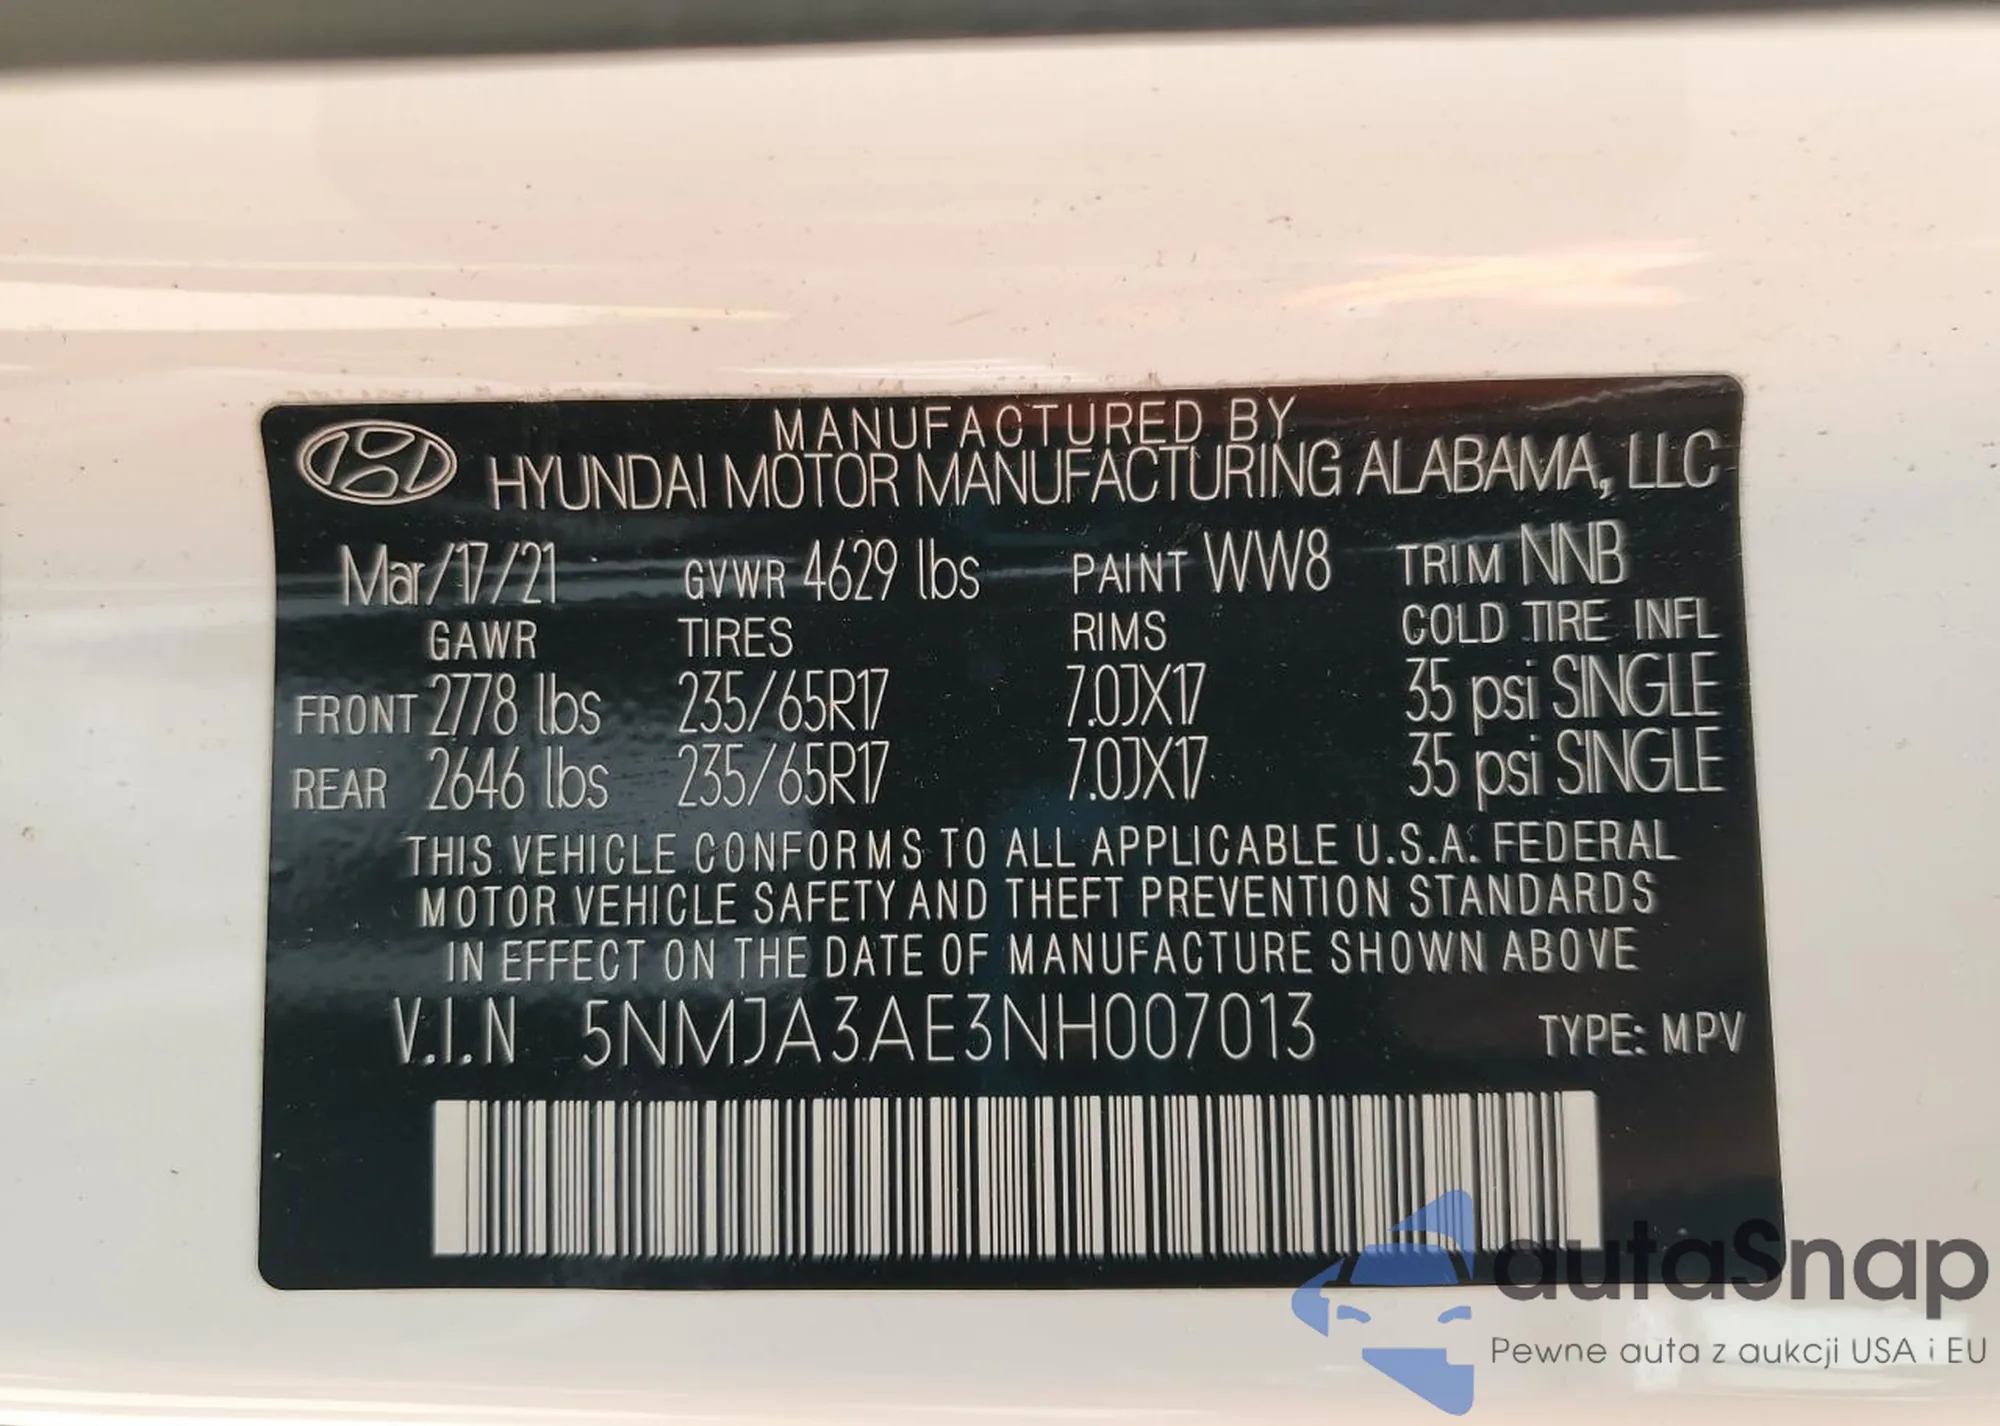 MANUFACTURED BY
HYUNDAI MOTOR MANUFACTURING ALABAMA, LLC
Mar/17/21 GVWR 4629 lbs PAINT WW8 TRIM NNB
GAWR TIRES RIMS COLD TIRE INFL
FRONT 2778 lbs 235/65R17 7.0JX17 35 psi SINGLE
REAR 2646 lbs 235/65R17 7.0JX17 35 psi SINGLE
THIS VEHICLE CONFORMS TO ALL APPLICABLE U.S.A. FEDERAL
MOTOR VEHICLE SAFETY AND THEFT PREVENTION STANDARDS
IN EFFECT ON THE DATE OF MANUFACTURE SHOWN ABOVE
V.I.N 5NMJA3AE3NH007013 TYPE: MPV
autaSnap
Pewne auta z aukcji USA i EU